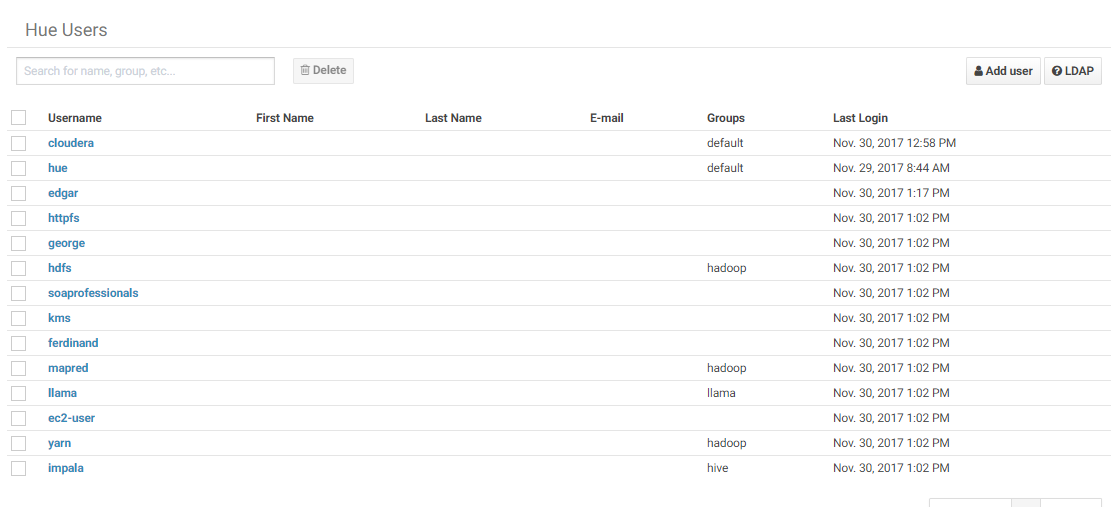 Hue Users
Search for name, group, etc... Delete Add user LDAP
Username First Name Last Name E-mail Groups Last Login
cloudera default Nov. 30, 2017 12:58 PM
hue default Nov. 29, 2017 8:44 AM
edgar Nov. 30, 2017 1:17 PM
httpfs Nov. 30, 2017 1:02 PM
george Nov. 30, 2017 1:02 PM
hdfs hadoop Nov. 30, 2017 1:02 PM
soaprofessionals Nov. 30, 2017 1:02 PM
kms Nov. 30, 2017 1:02 PM
ferdinand Nov. 30, 2017 1:02 PM
mapred hadoop Nov. 30, 2017 1:02 PM
llama llama Nov. 30, 2017 1:02 PM
ec2-user Nov. 30, 2017 1:02 PM
yarn hadoop Nov. 30, 2017 1:02 PM
impala hive Nov. 30, 2017 1:02 PM